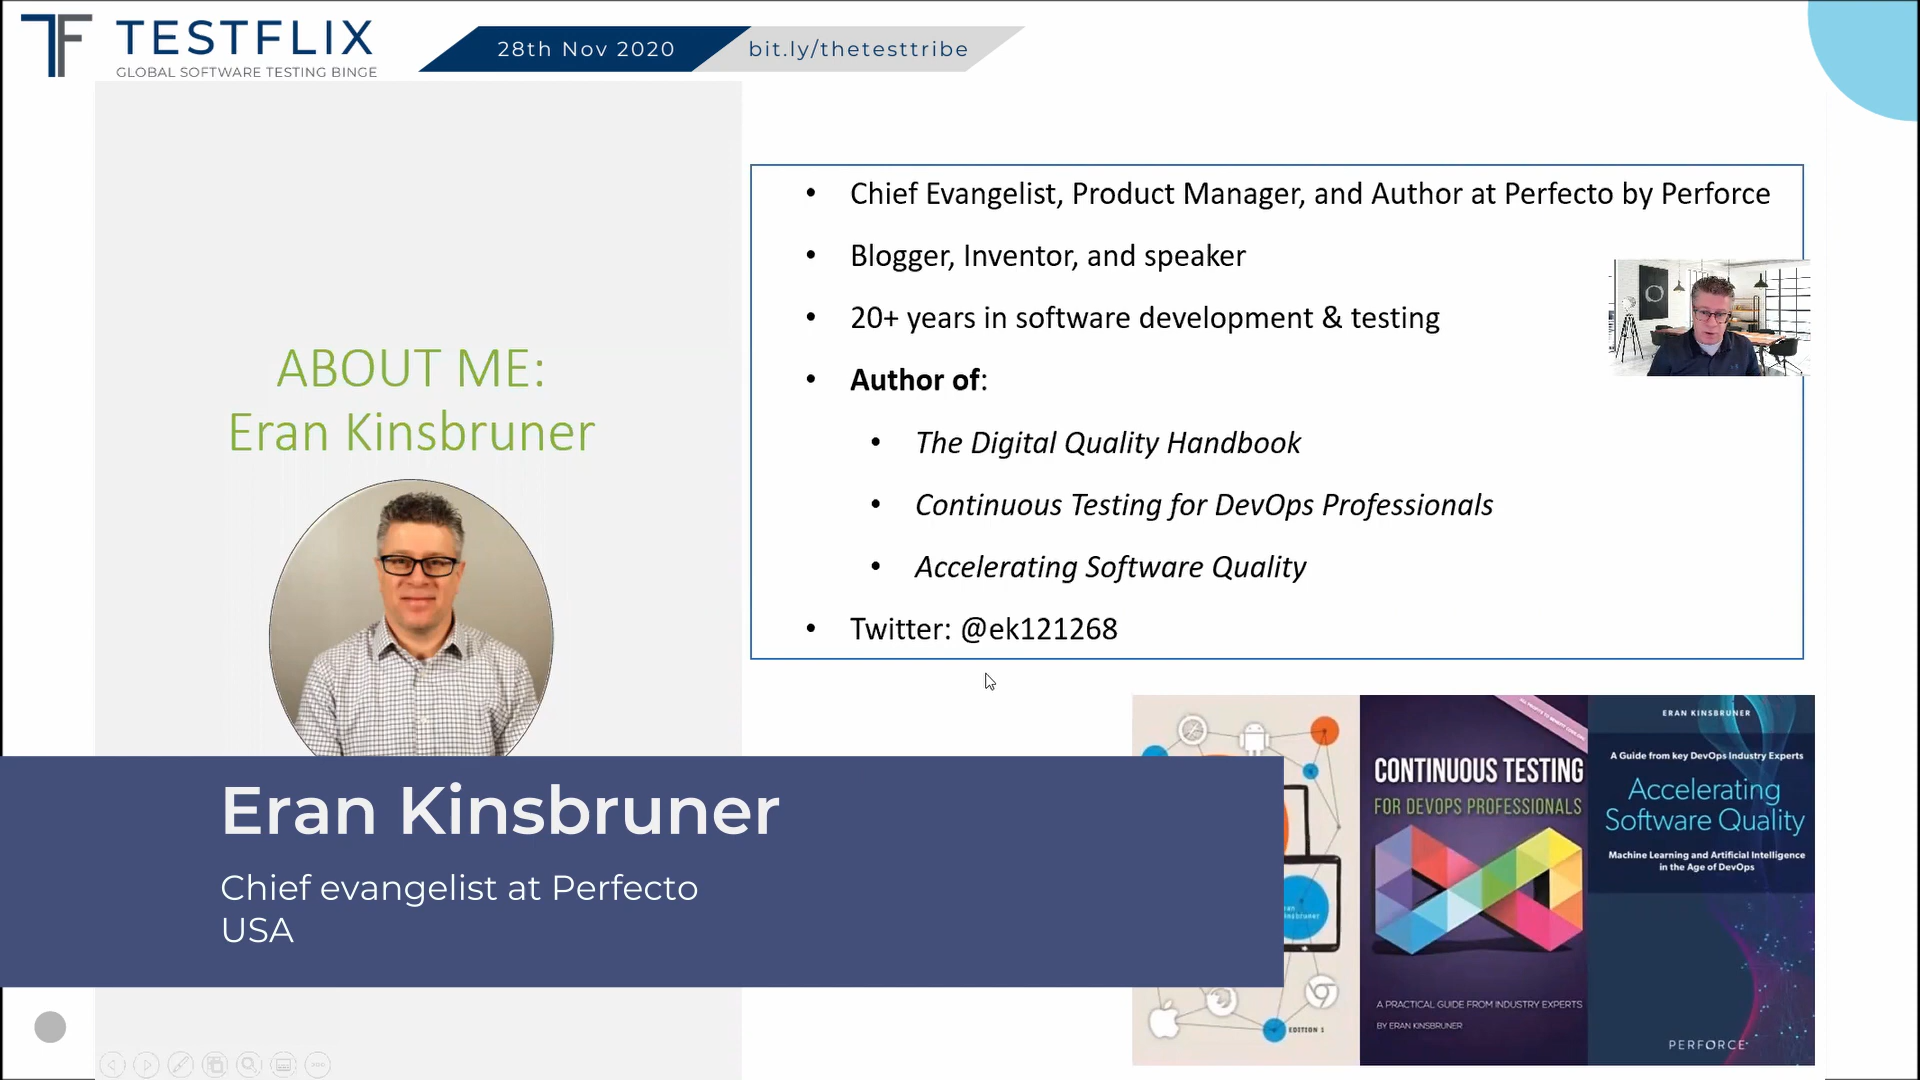 TF TESTFLIX
GLOBAL SOFTWARE TESTING BINGE
28th Nov 2020
bit.ly/thetesttribe
ABOUT ME:
Eran Kinsbruner
• Chief Evangelist, Product Manager, and Author at Perfecto by Perforce
• Blogger, Inventor, and speaker
• 20+ years in software development & testing
• Author of:
• The Digital Quality Handbook
• Continuous Testing for DevOps Professionals
• Accelerating Software Quality
• Twitter: @ek121268
Eran Kinsbruner
Chief evangelist at Perfecto
USA
EDITION 1
CONTINUOUS TESTING
FOR DEVOPS PROFESSIONALS
A PRACTICAL GUIDE FROM INDUSTRY EXPERTS
BY ERAN KINSBRUNER
ERAN KINSBRUNER
A Guide from key DevOps Industry Experts
Accelerating
Software Quality
Machine Learning and Artificial Intelligence
in the Age of DevOps
PERFORCE